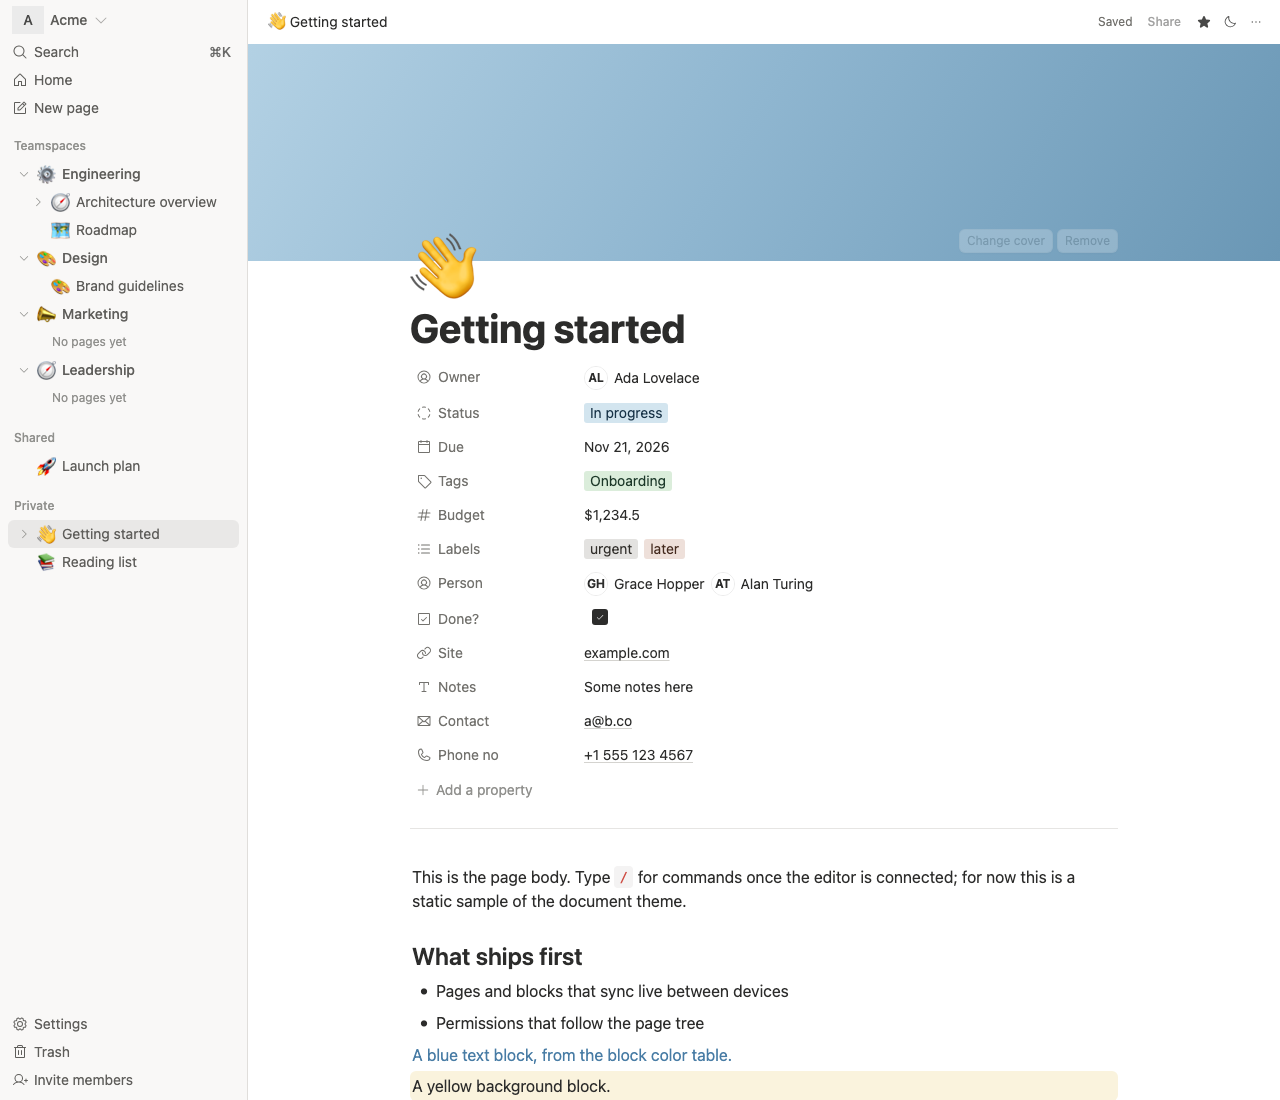 A Acme
Search ⌘K
Home
New page
Teamspaces
Engineering
Architecture overview
Roadmap
Design
Brand guidelines
Marketing
No pages yet
Leadership
No pages yet
Shared
Launch plan
Private
Getting started
Reading list
Settings
Trash
Invite members
Getting started
Saved Share
Change cover Remove
Getting started
Owner AL Ada Lovelace
Status In progress
Due Nov 21, 2026
Tags Onboarding
Budget $1,234.5
Labels urgent later
Person GH Grace Hopper AT Alan Turing
Done?
Site example.com
Notes Some notes here
Contact a@b.co
Phone no +1 555 123 4567
Add a property
This is the page body. Type / for commands once the editor is connected; for now this is a
static sample of the document theme.
What ships first
• Pages and blocks that sync live between devices
• Permissions that follow the page tree
A blue text block, from the block color table.
A yellow background block.